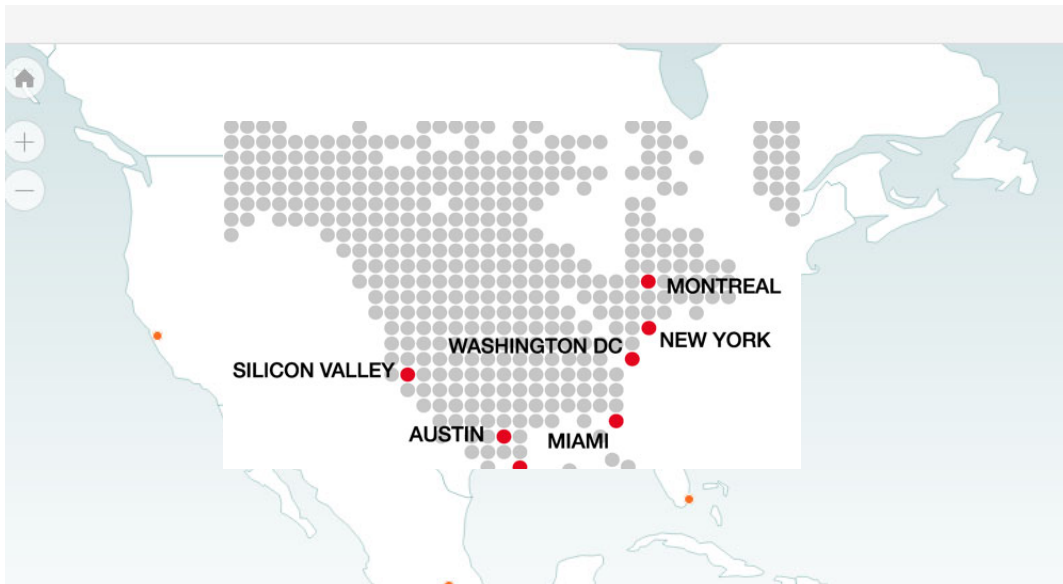 MONTREAL
NEW YORK
WASHINGTON DC
SILICON VALLEY
AUSTIN
MIAMI